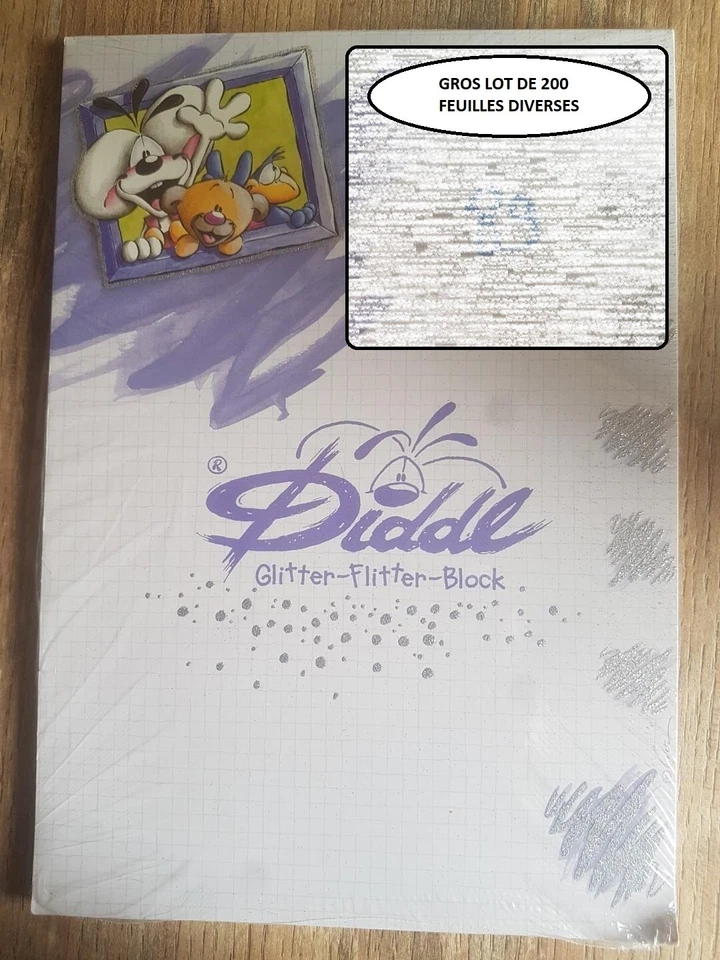 GROS LOT DE 200
FEUILLES DIVERSES
® Diddl
Glitter-Flitter-Block